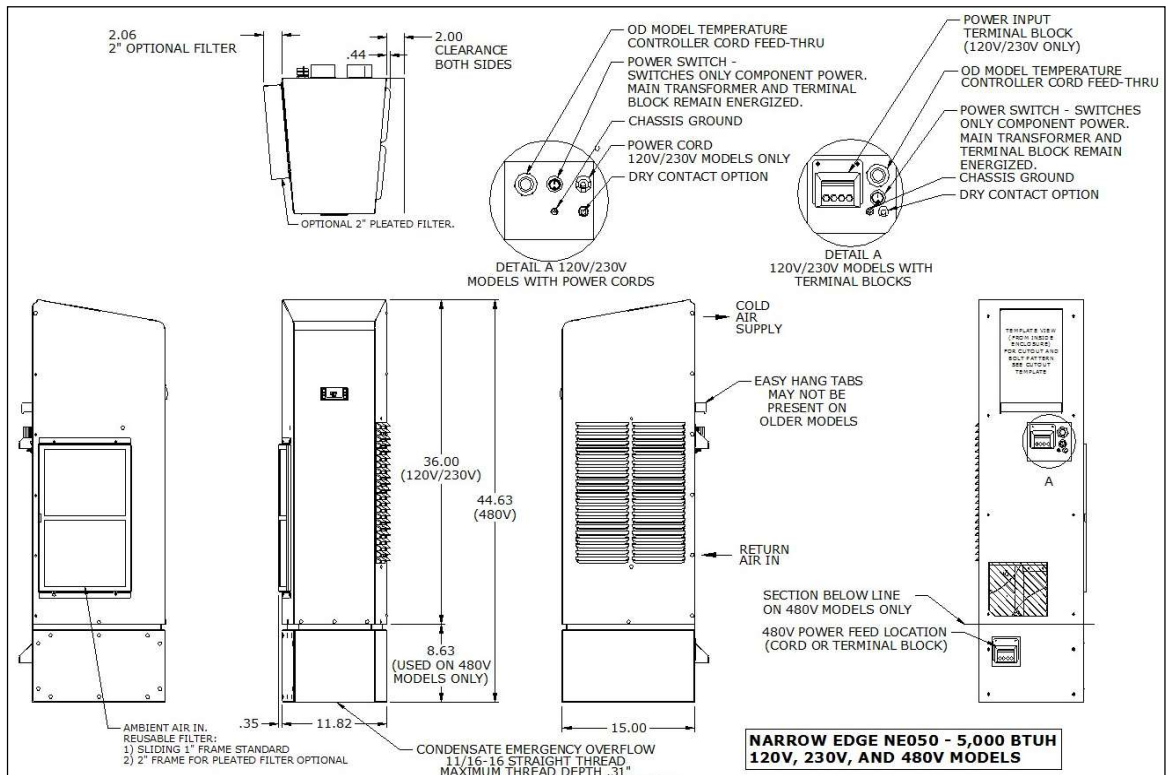 2.06
2" OPTIONAL FILTER
.44
2.00
CLEARANCE
BOTH SIDES
OPTIONAL 2" PLEATED FILTER.
OD MODEL TEMPERATURE
CONTROLLER CORD FEED-THRU
POWER SWITCH -
SWITCHES ONLY COMPONENT POWER.
MAIN TRANSFORMER AND TERMINAL
BLOCK REMAIN ENERGIZED.
CHASSIS GROUND
POWER CORD
120V/230V MODELS ONLY
DRY CONTACT OPTION
DETAIL A 120V/230V
MODELS WITH POWER CORDS
POWER INPUT
TERMINAL BLOCK
(120V/230V ONLY)
OD MODEL TEMPERATURE
CONTROLLER CORD FEED-THRU
POWER SWITCH - SWITCHES
ONLY COMPONENT POWER.
MAIN TRANSFORMER AND
TERMINAL BLOCK REMAIN
ENERGIZED.
CHASSIS GROUND
DRY CONTACT OPTION
DETAIL A
120V/230V MODELS WITH
TERMINAL BLOCKS
COLD
AIR
SUPPLY
EASY HANG TABS
MAY NOT BE
PRESENT ON
OLDER MODELS
RETURN
AIR IN
TEMPLATE VIEW
(FROM INSIDE
ENCLOSURE)
FOR CUTOUT AND
BOLT PATTERN
SEE CUTOUT
TEMPLATE
A
36.00
(120V/230V)
44.63
(480V)
8.63
(USED ON 480V
MODELS ONLY)
SECTION BELOW LINE
ON 480V MODELS ONLY
480V POWER FEED LOCATION
(CORD OR TERMINAL BLOCK)
AMBIENT AIR IN.
REUSABLE FILTER:
1) SLIDING 1" FRAME STANDARD
2) 2" FRAME FOR PLEATED FILTER OPTIONAL
.35
11.82
15.00
CONDENSATE EMERGENCY OVERFLOW
11/16-16 STRAIGHT THREAD
MAXIMUM THREAD DEPTH .31"
NARROW EDGE NE050 - 5,000 BTUH
120V, 230V, AND 480V MODELS